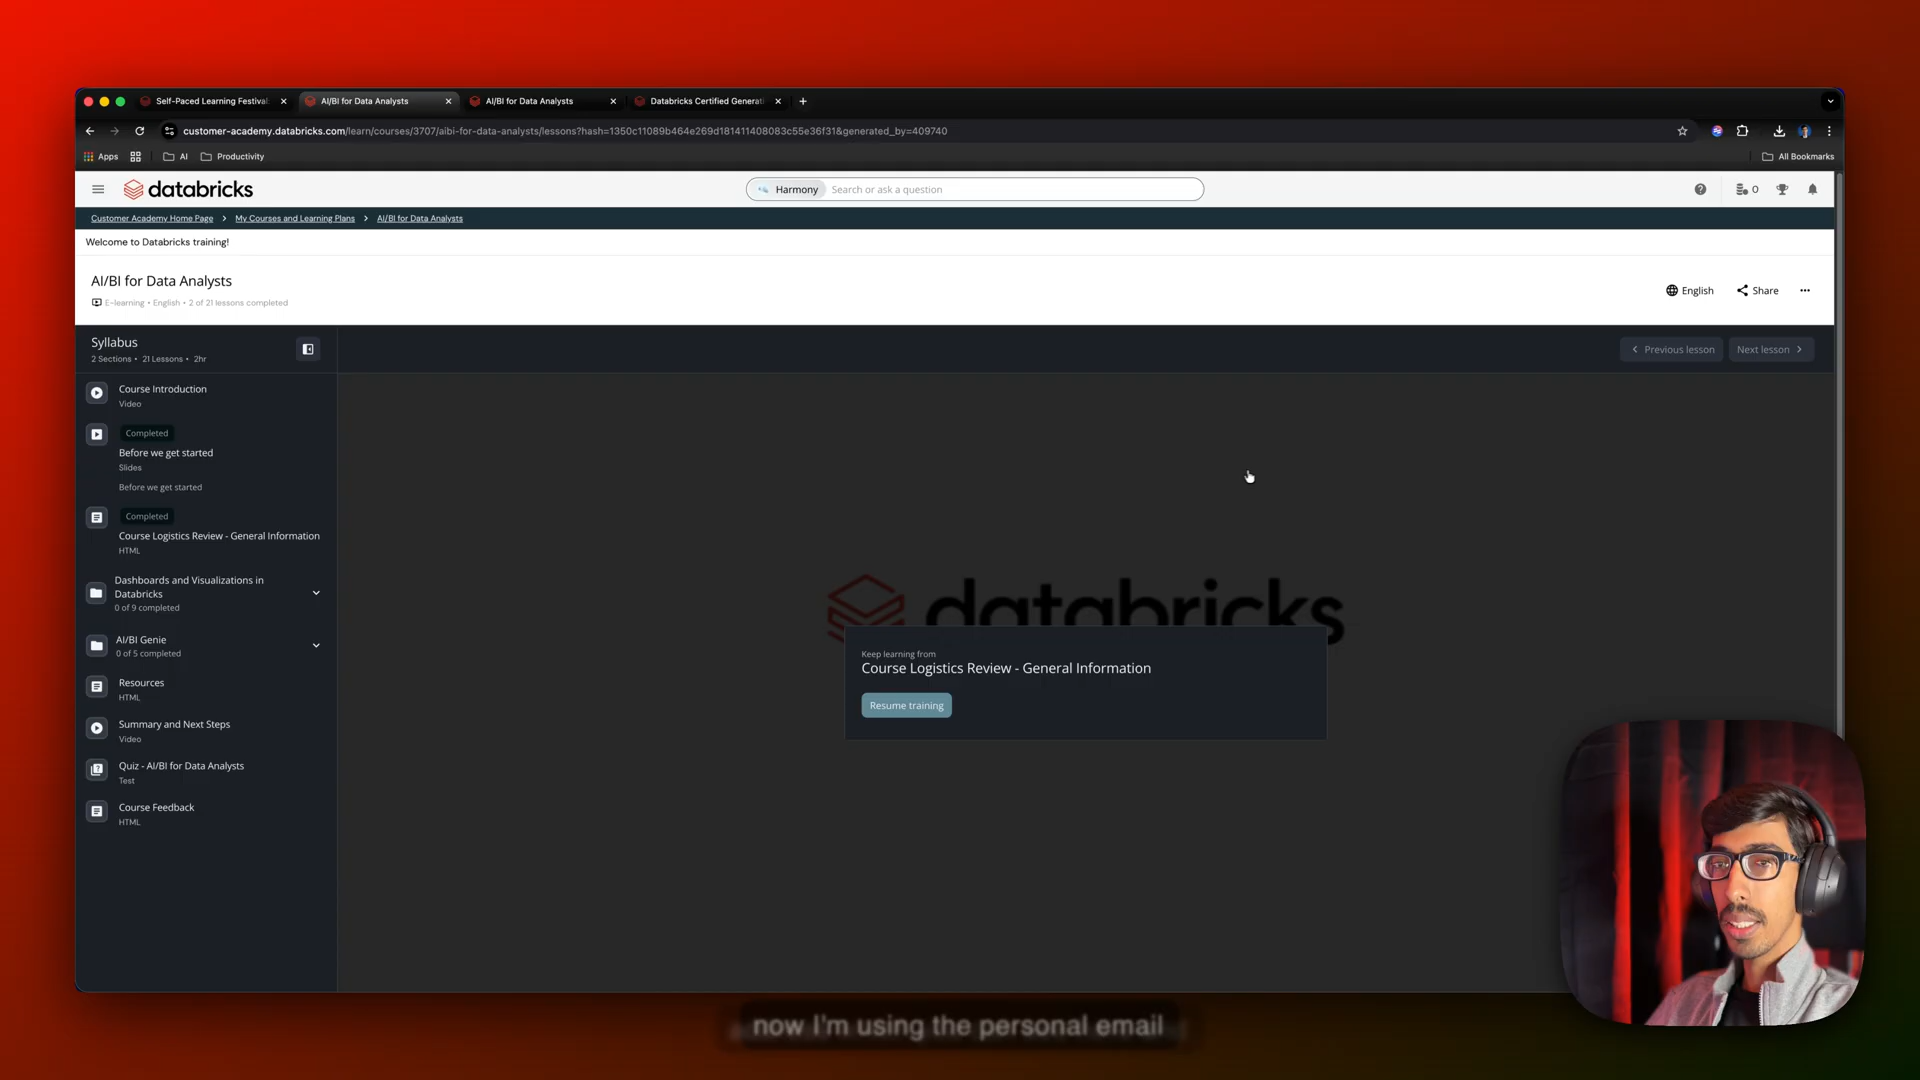 Self-Paced Learning Festival
AI/BI for Data Analysts
AI/BI for Data Analysts
Databricks Certified Generati
customer-academy.databricks.com/learn/courses/3707/aibi-for-data-analysts/lessons?hash=1350c11089b464e269d181411408083c55e36f31&generated_by=409740
Apps
AI
Productivity
All Bookmarks
databricks
Harmony
Search or ask a question
0
Customer Academy Home Page > My Courses and Learning Plans > AI/BI for Data Analysts
Welcome to Databricks training!
AI/BI for Data Analysts
E-learning • English • 2 of 21 lessons completed
English
Share
Syllabus
2 Sections • 21 Lessons • 2hr
Previous lesson
Next lesson
Course Introduction
Video
Completed
Before we get started
Slides
Before we get started
Completed
Course Logistics Review - General Information
HTML
Dashboards and Visualizations in
Databricks
0 of 9 completed
AI/BI Genie
0 of 5 completed
Resources
HTML
Summary and Next Steps
Video
Quiz - AI/BI for Data Analysts
Test
Course Feedback
HTML
databricks
Keep learning from
Course Logistics Review - General Information
Resume training
now I'm using the personal email